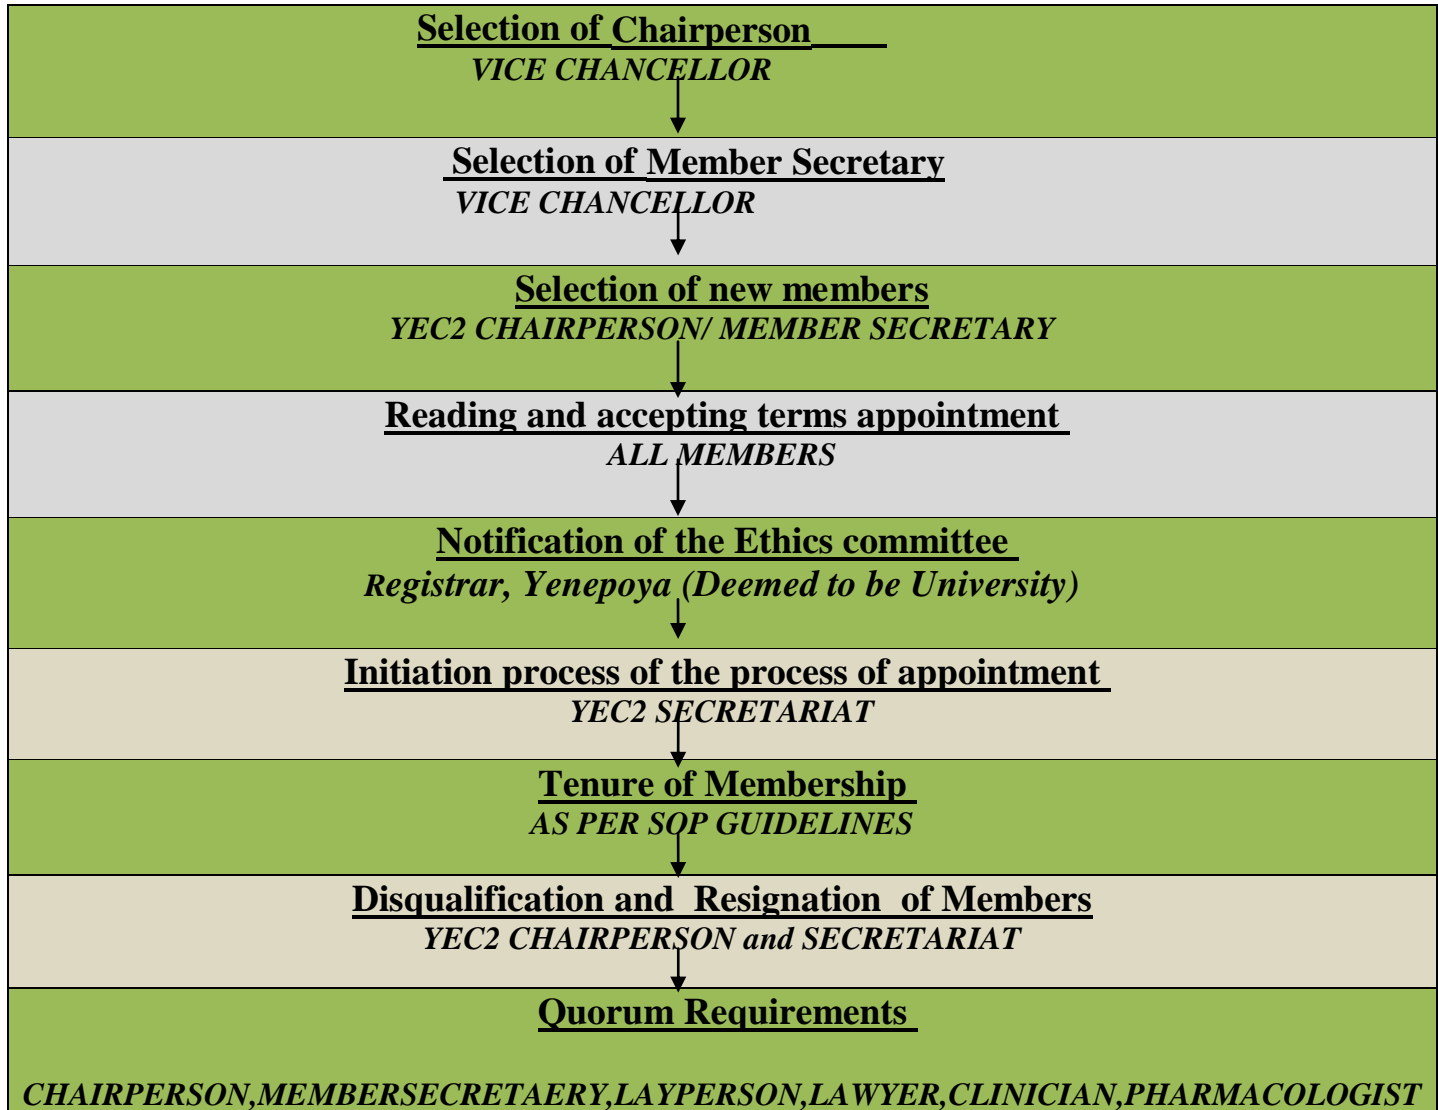 Selection of Chairperson
VICE CHANCELLOR
Selection of Member Secretary
VICE CHANCELLOR
Selection of new members
YEC2 CHAIRPERSON/ MEMBER SECRETARY
Reading and accepting terms appointment
ALL MEMBERS
Notification of the Ethics committee
Registrar, Yenepoya (Deemed to be University)
Initiation process of the process of appointment
YEC2 SECRETARIAT
Tenure of Membership
AS PER SOP GUIDELINES
Disqualification and Resignation of Members
YEC2 CHAIRPERSON and SECRETARIAT
Quorum Requirements
CHAIRPERSON,MEMBERSECRETAERY,LAYPERSON,LAWYER,CLINICIAN,PHARMACOLOGIST